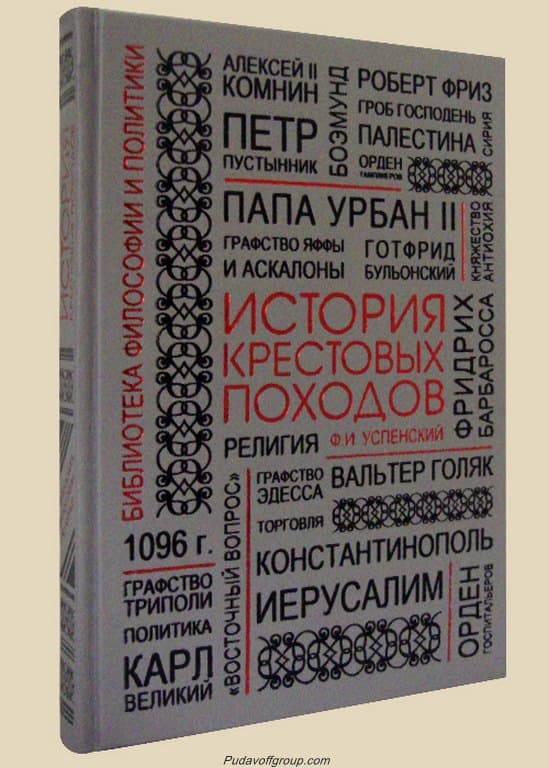 БИБЛИОТЕКА ФИЛОСОФИИ И ПОЛИТИКИ
АЛЕКСЕЙ II
КОМНИН
ПЕТР
ПУСТЫННИК
БОЭМУНД
РОБЕРТ ФРИЗ
ГРОБ ГОСПОДЕНЬ
ПАЛЕСТИНА
СИРИЯ
ОРДЕН
ТАМПЛИЕРОВ
ПАПА УРБАН II
ГРАФСТВО ЯФФЫ
И АСКАЛОНЫ
ГОТФРИД
БУЛЬОНСКИЙ
КНЯЖЕСТВО
АНТИОХИЯ
ИСТОРИЯ
КРЕСТОВЫХ
ПОХОДОВ
Ф.И. УСПЕНСКИЙ
ФРИДРИХ
БАРБАРОССА
РЕЛИГИЯ
«ВОСТОЧНЫЙ ВОПРОС»
ГРАФСТВО
ЭДЕССА
ВАЛЬТЕР ГОЛЯК
ТОРГОВЛЯ
1096 г.
КОНСТАНТИНОПОЛЬ
ИЕРУСАЛИМ
ОРДЕН
ГОСПИТАЛЬЕРОВ
ГРАФСТВО
ТРИПОЛИ
ПОЛИТИКА
КАРЛ
ВЕЛИКИЙ
ИСТОРИЯ
Pudavoffgroup.com